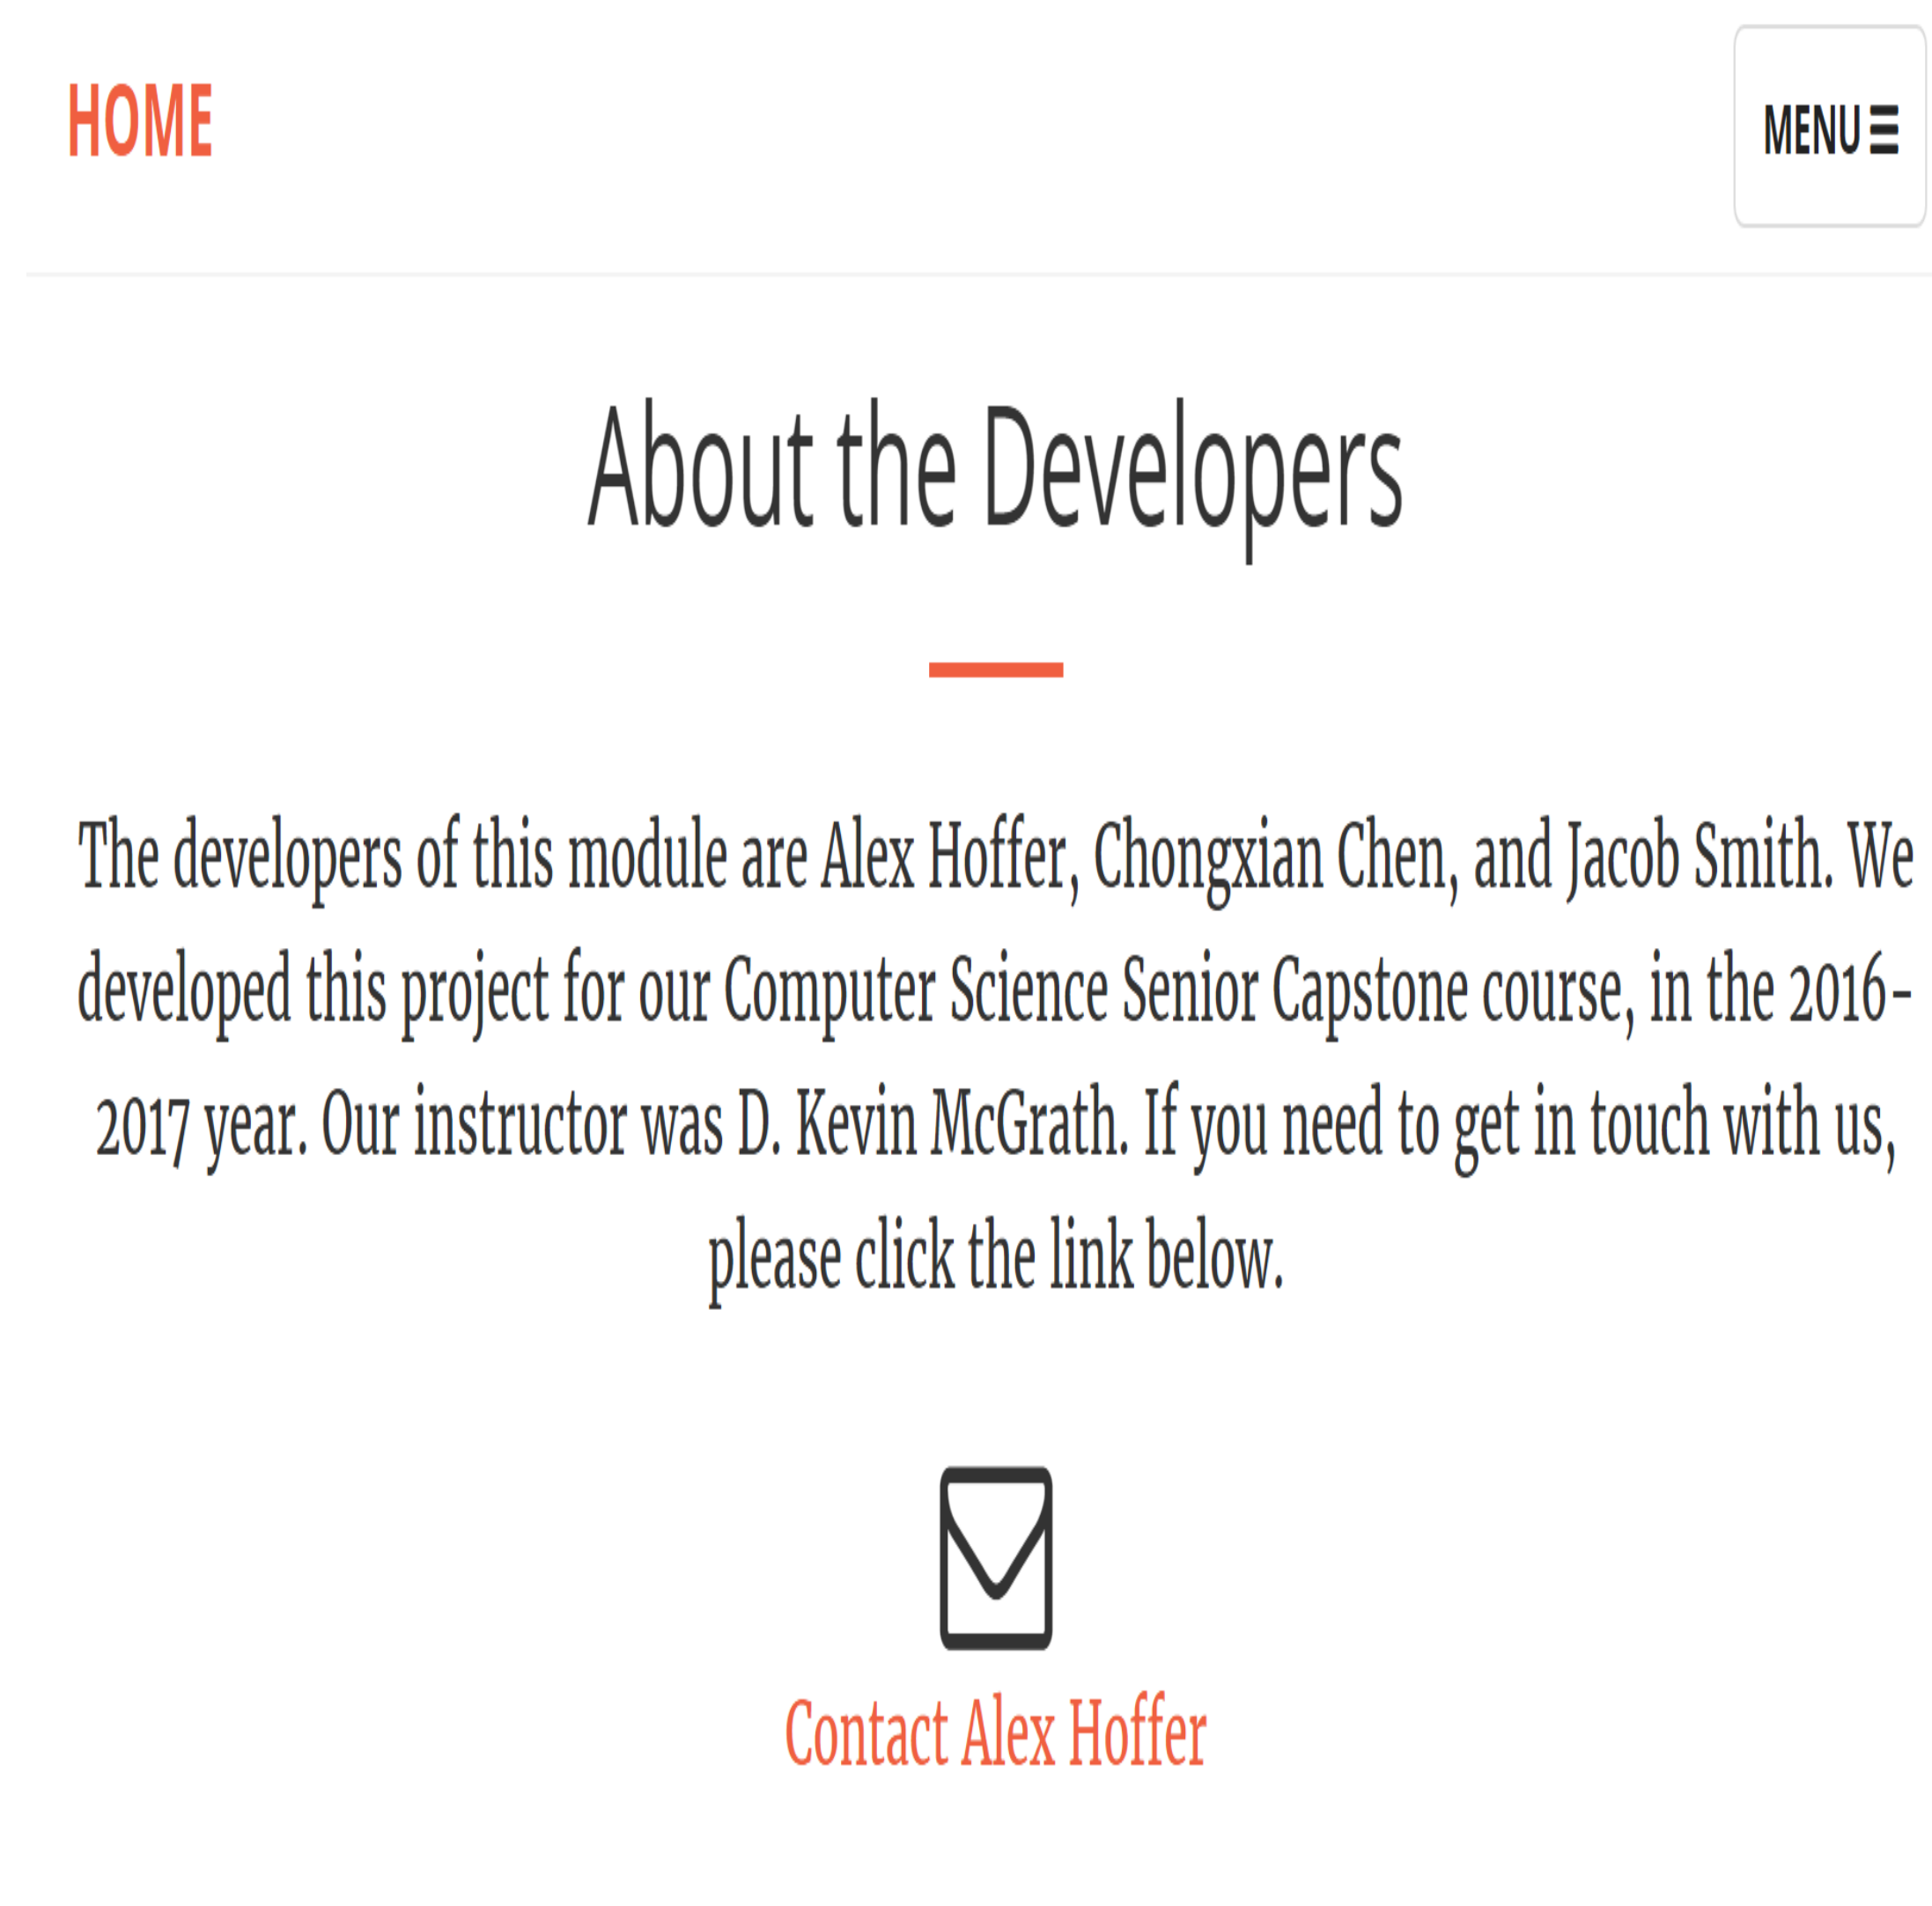 HOME
MENU
About the Developers
The developers of this module are Alex Hoffer, Chongxian Chen, and Jacob Smith. We
developed this project for our Computer Science Senior Capstone course, in the 2016-
2017 year. Our instructor was D. Kevin McGrath. If you need to get in touch with us,
please click the link below.
Contact Alex Hoffer